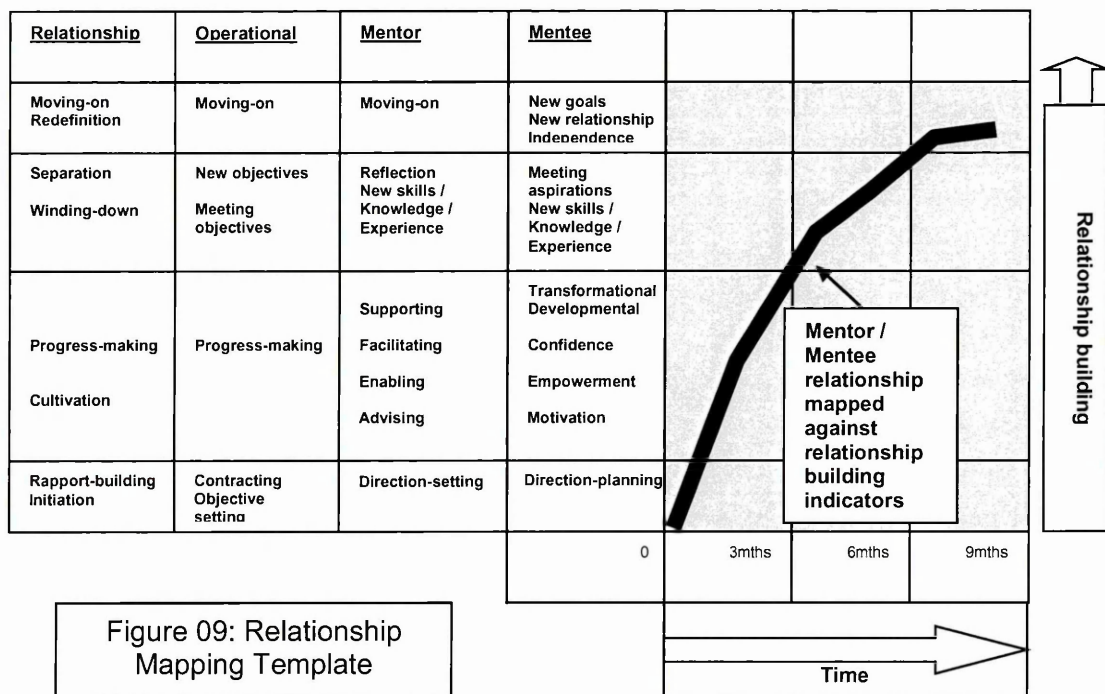 Relationship
Operational
Mentor
Mentee
Moving-on
Redefinition
Moving-on
Moving-on
New goals
New relationship
Independence
Separation
Winding-down
New objectives
Meeting
objectives
Reflection
New skills /
Knowledge /
Experience
Meeting
aspirations
New skills /
Knowledge /
Experience
Progress-making
Cultivation
Progress-making
Supporting
Facilitating
Enabling
Advising
Transformational
Developmental
Confidence
Empowerment
Motivation
Rapport-building
Initiation
Contracting
Objective
setting
Direction-setting
Direction-planning
Mentor /
Mentee
relationship
mapped
against
relationship
building
indicators
Relationship building
0
3mths
6mths
9mths
Time
Figure 09: Relationship
Mapping Template